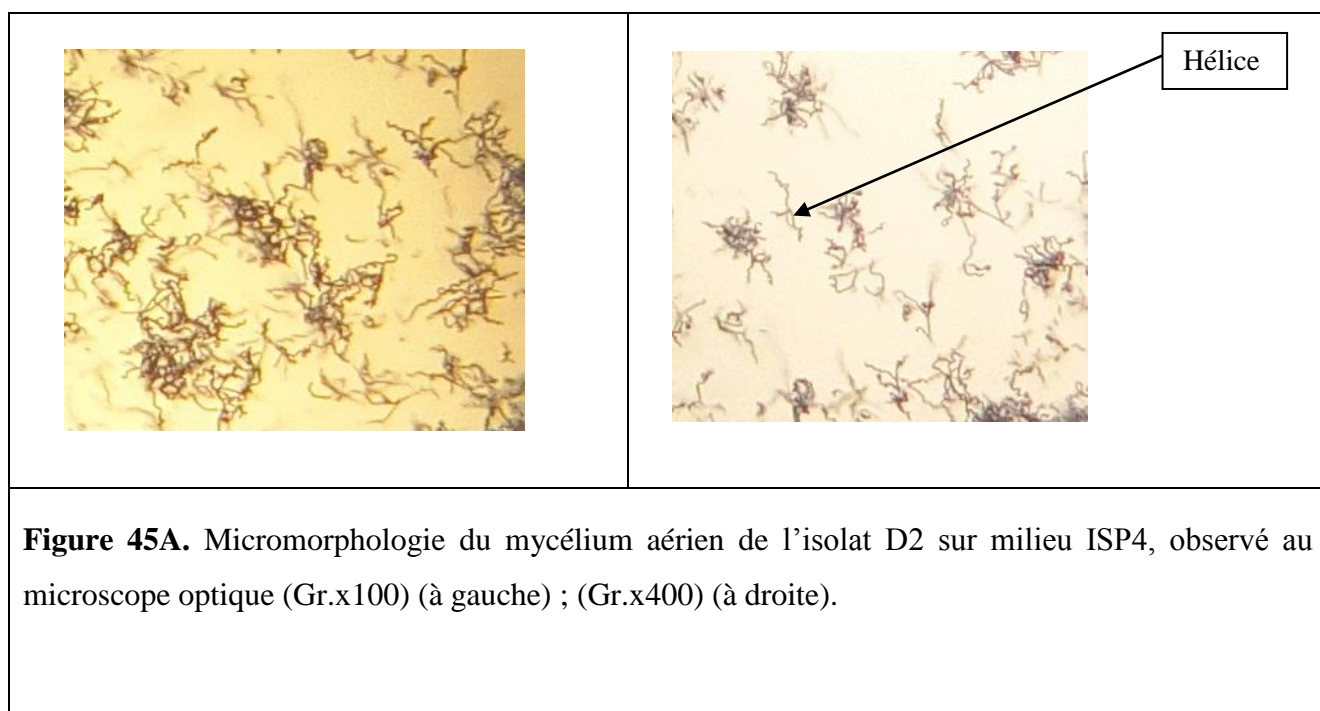 Hélice
Figure 45A. Micromorphologie du mycélium aérien de l’isolat D2 sur milieu ISP4, observé au
microscope optique (Gr.x100) (à gauche) ; (Gr.x400) (à droite).